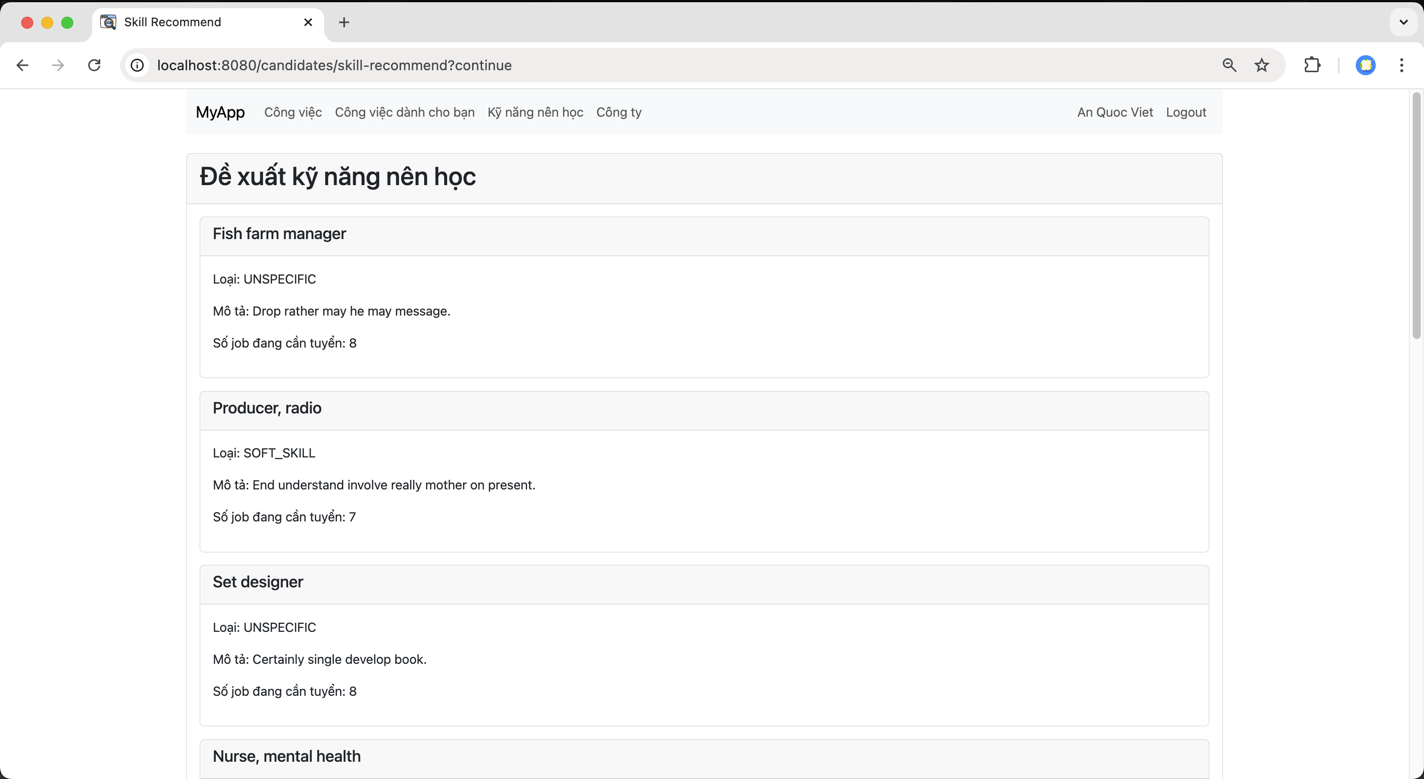 Skill Recommend
localhost:8080/candidates/skill-recommend?continue
MyApp Công việc Công việc dành cho bạn Kỹ năng nên học Công ty An Quoc Viet Logout
Đề xuất kỹ năng nên học
Fish farm manager
Loại: UNSPECIFIC
Mô tả: Drop rather may he may message.
Số job đang cần tuyển: 8
Producer, radio
Loại: SOFT_SKILL
Mô tả: End understand involve really mother on present.
Số job đang cần tuyển: 7
Set designer
Loại: UNSPECIFIC
Mô tả: Certainly single develop book.
Số job đang cần tuyển: 8
Nurse, mental health